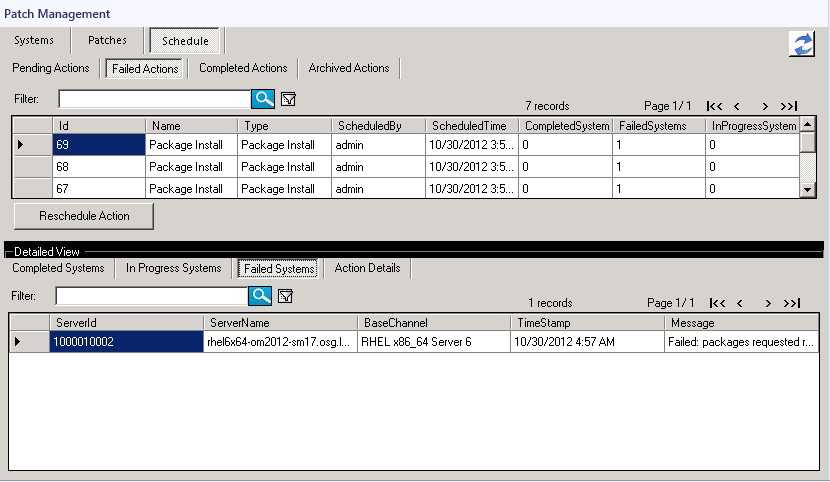 Patch Management
Systems Patches Schedule
Pending Actions Failed Actions Completed Actions Archived Actions
Filter: 7 records Page 1/ 1 |<< < > >>|
Id Name Type ScheduledBy ScheduledTime CompletedSystem FailedSystems InProgressSystem
69 Package Install Package Install admin 10/30/2012 3:5... 0 1 0
68 Package Install Package Install admin 10/30/2012 3:5... 0 1 0
67 Package Install Package Install admin 10/30/2012 3:5... 0 1 0
Reschedule Action
Detailed View
Completed Systems In Progress Systems Failed Systems Action Details
Filter: 1 records Page 1/ 1 |<< < > >>|
ServerId ServerName BaseChannel TimeStamp Message
1000010002 rhel6x64-om2012-sm17.osg.l... RHEL x86_64 Server 6 10/30/2012 4:57 AM Failed: packages requested r...